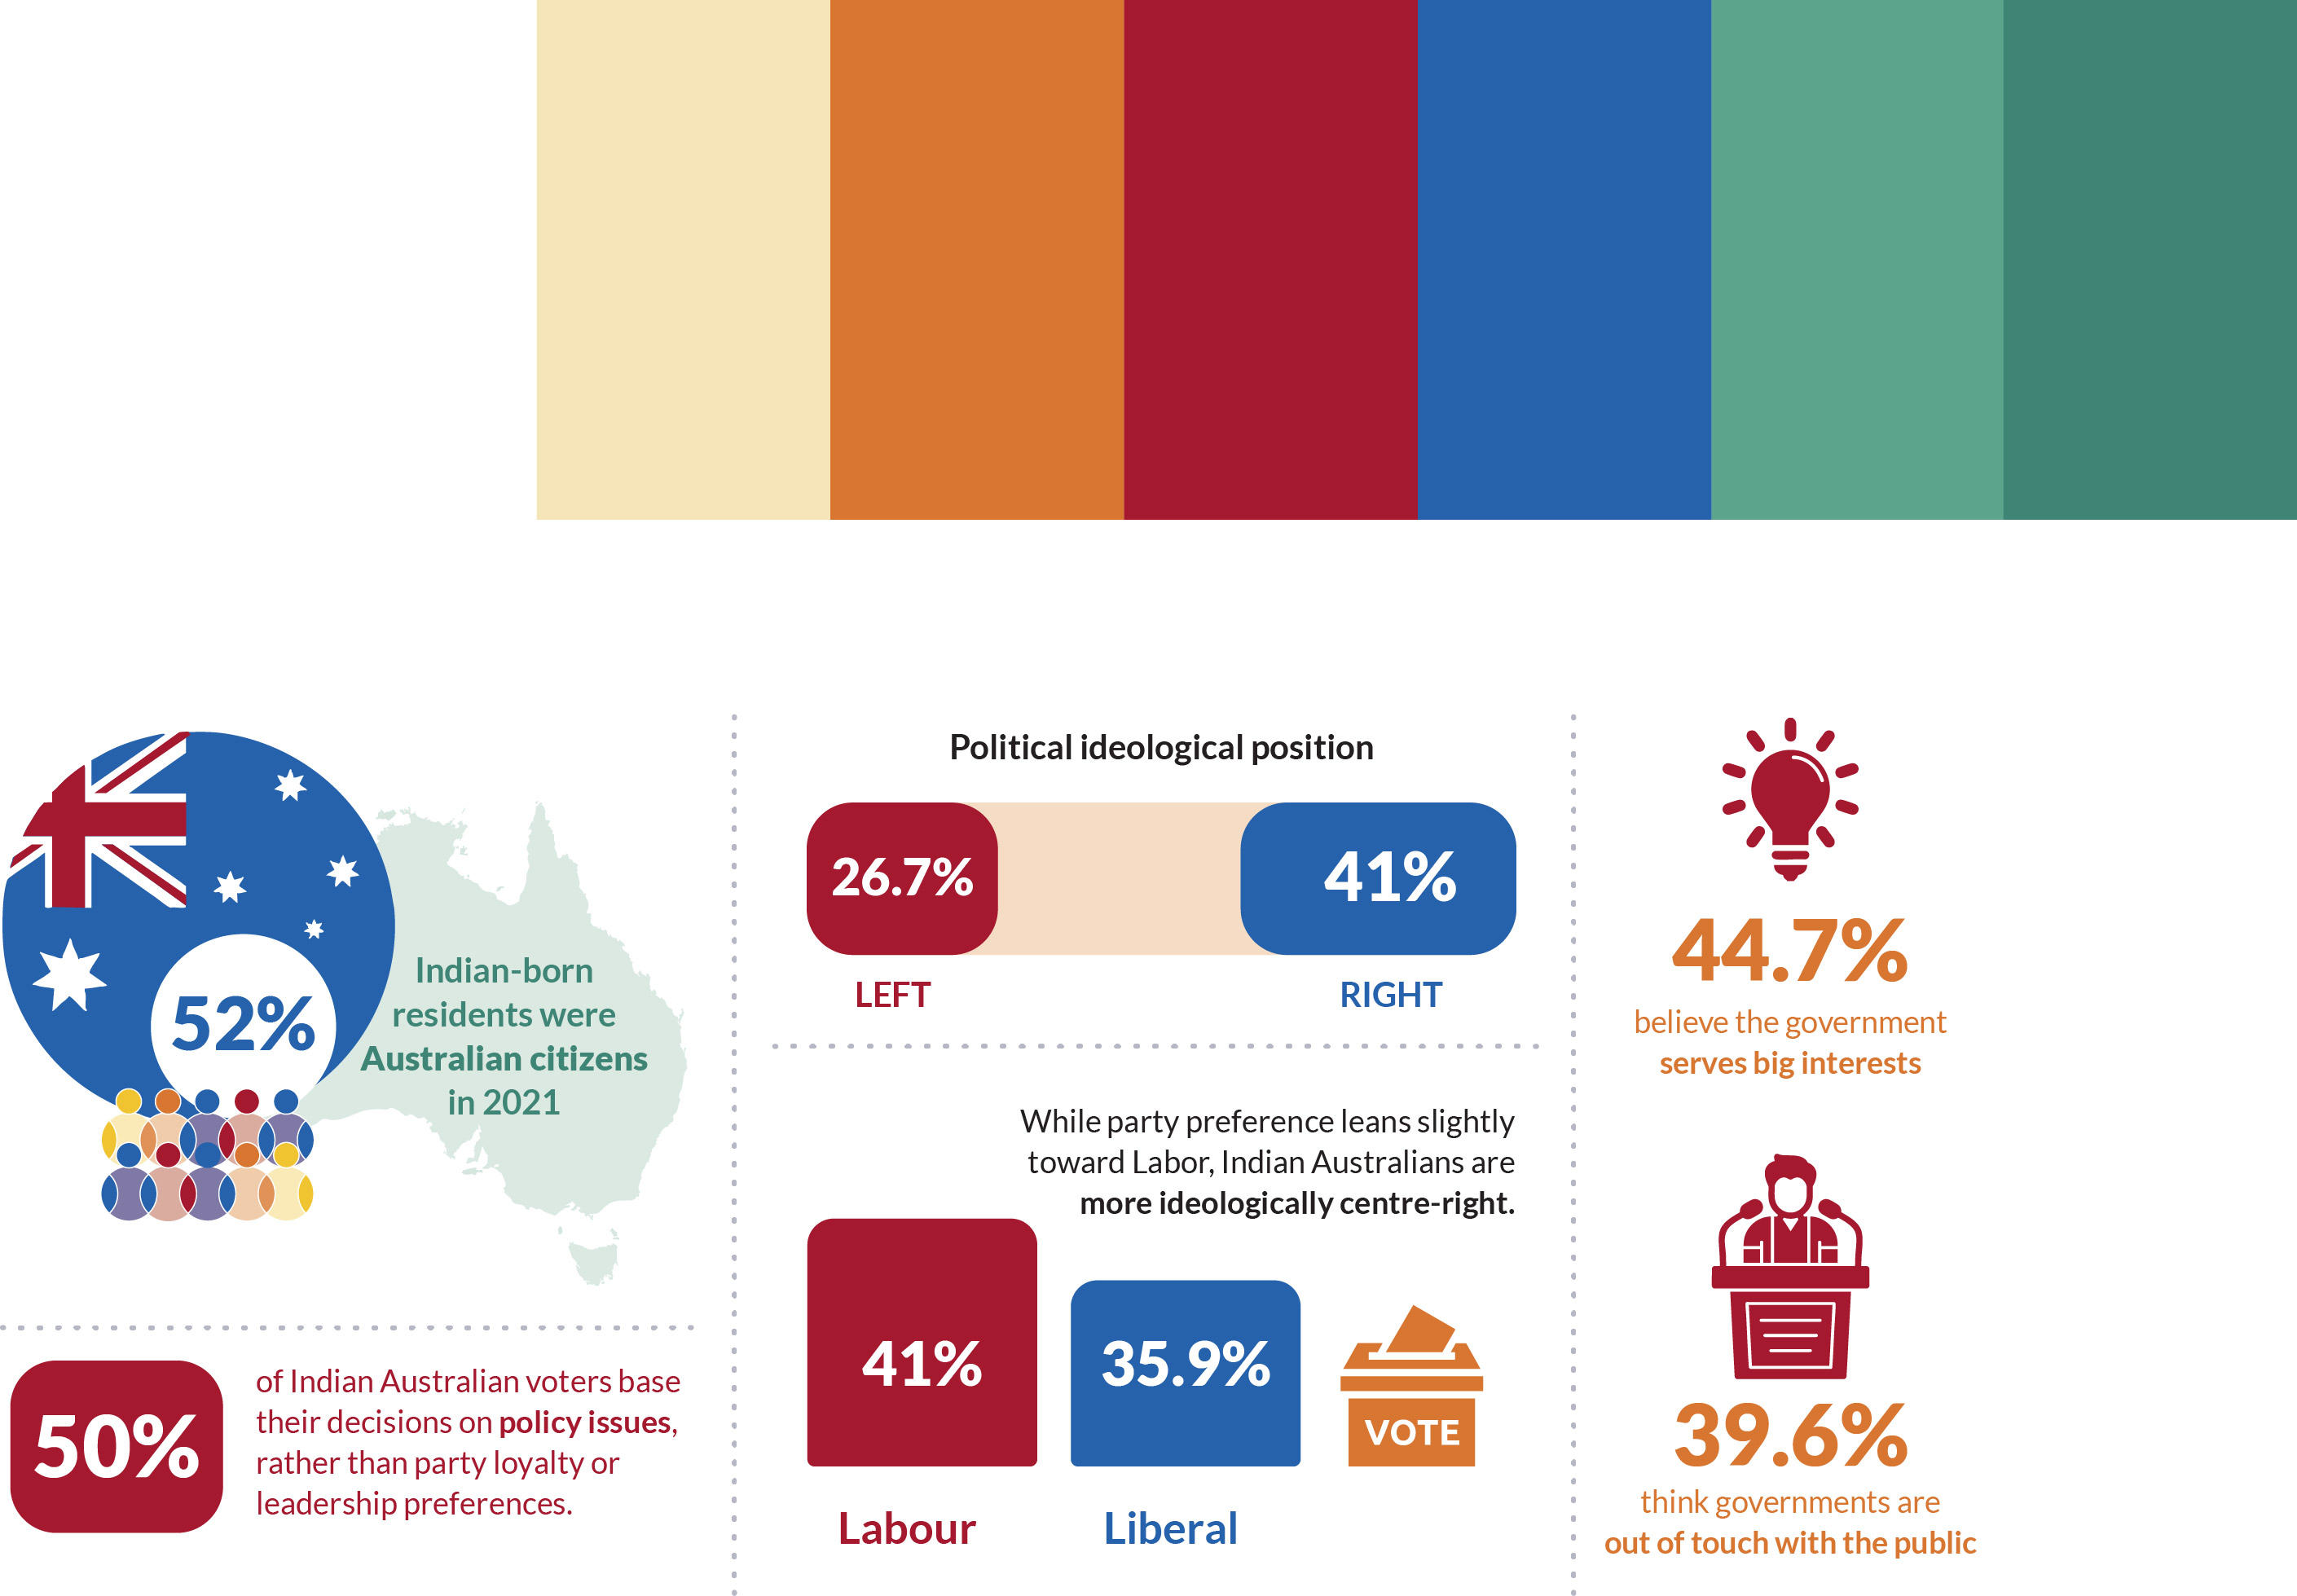 52%
Indian-born
residents were
Australian citizens
in 2021
50%
of Indian Australian voters base
their decisions on policy issues,
rather than party loyalty or
leadership preferences.
Political ideological position
26.7%
41%
LEFT
RIGHT
While party preference leans slightly
toward Labor, Indian Australians are
more ideologically centre-right.
41%
35.9%
VOTE
Labour
Liberal
44.7%
believe the government
serves big interests
39.6%
think governments are
out of touch with the public